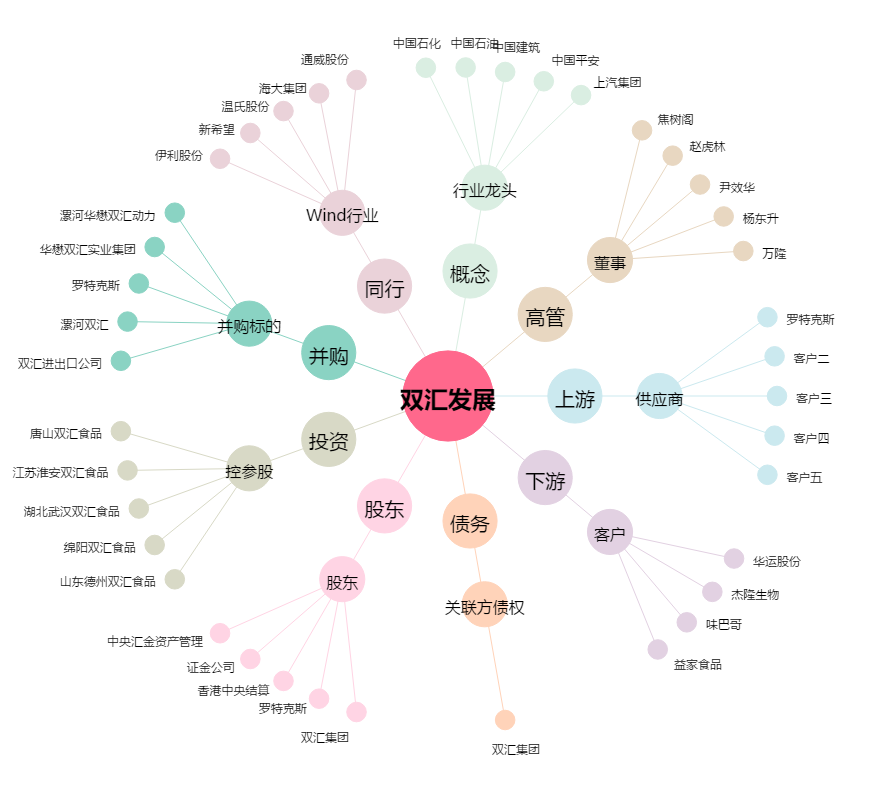 中国石化
中国石油
中国建筑
中国平安
上汽集团
通威股份
海大集团
温氏股份
新希望
伊利股份
Wind行业
同行
行业龙头
概念
焦树阁
赵虎林
尹效华
杨东升
万隆
董事
高管
漯河华懋双汇动力
华懋双汇实业集团
罗特克斯
漯河双汇
双汇进出口公司
并购标的
并购
双汇发展
上游
供应商
罗特克斯
客户二
客户三
客户四
客户五
唐山双汇食品
江苏淮安双汇食品
湖北武汉双汇食品
绵阳双汇食品
山东德州双汇食品
控参股
投资
股东
股东
中央汇金资产管理
证金公司
香港中央结算
罗特克斯
双汇集团
债务
关联方债权
双汇集团
下游
客户
华运股份
杰隆生物
味巴哥
益家食品